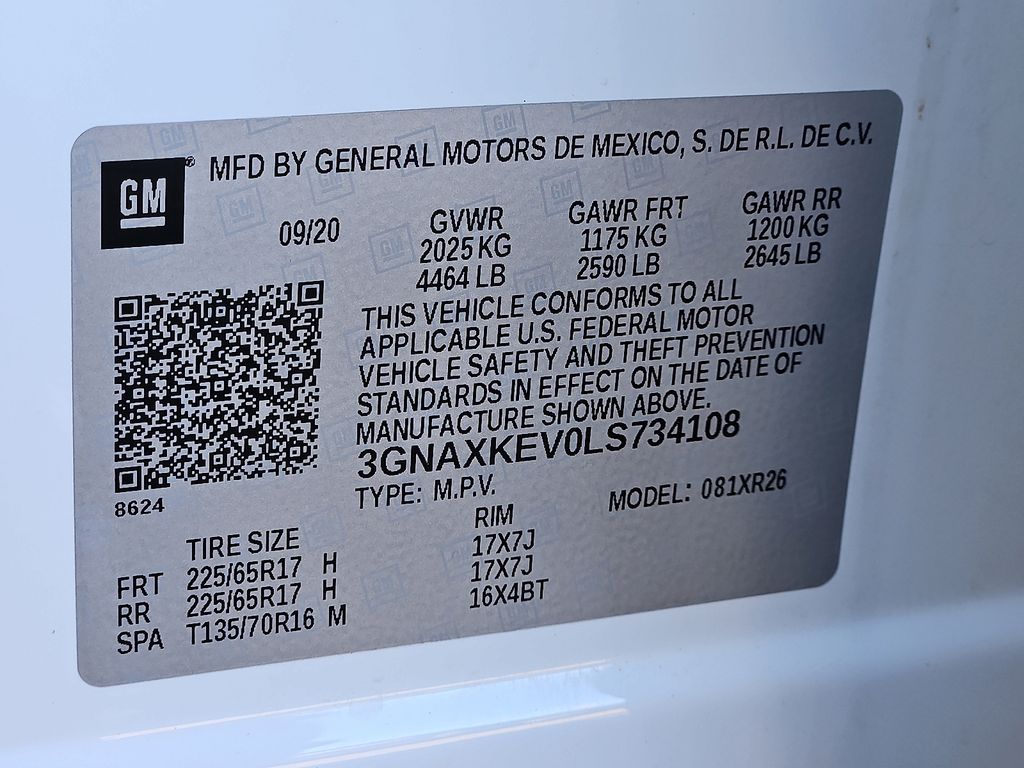 GM
MFD BY GENERAL MOTORS DE MEXICO, S. DE R.L. DE C.V.
09/20
GVWR
2025 KG
4464 LB
GAWR FRT
1175 KG
2590 LB
GAWR RR
1200 KG
2645 LB
THIS VEHICLE CONFORMS TO ALL
APPLICABLE U.S. FEDERAL MOTOR
VEHICLE SAFETY AND THEFT PREVENTION
STANDARDS IN EFFECT ON THE DATE OF
MANUFACTURE SHOWN ABOVE.
3GNAXKEV0LS734108
8624
TYPE: M.P.V. MODEL: 081XR26
TIRE SIZE RIM
FRT 225/65R17 H 17X7J
RR 225/65R17 H 17X7J
SPA T135/70R16 M 16X4BT